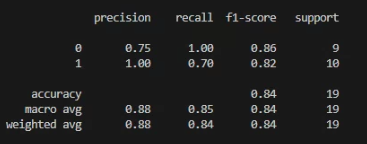 precision recall f1-score support
0 0.75 1.00 0.86 9
1 1.00 0.70 0.82 10
accuracy 0.84 19
macro avg 0.88 0.85 0.84 19
weighted avg 0.88 0.84 0.84 19